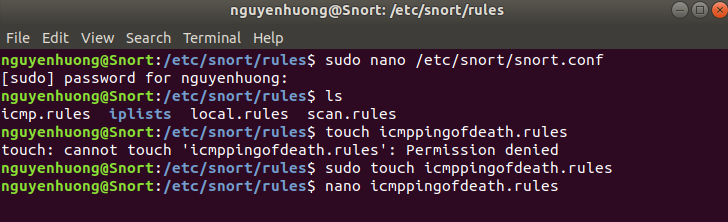 nguyenhuong@Snort: /etc/snort/rules
File Edit View Search Terminal Help
nguyenhuong@Snort:/etc/snort/rules$ sudo nano /etc/snort/snort.conf
[sudo] password for nguyenhuong:
nguyenhuong@Snort:/etc/snort/rules$ ls
icmp.rules  iplists  local.rules  scan.rules
nguyenhuong@Snort:/etc/snort/rules$ touch icmppingofdeath.rules
touch: cannot touch 'icmppingofdeath.rules': Permission denied
nguyenhuong@Snort:/etc/snort/rules$ sudo touch icmppingofdeath.rules
nguyenhuong@Snort:/etc/snort/rules$ nano icmppingofdeath.rules